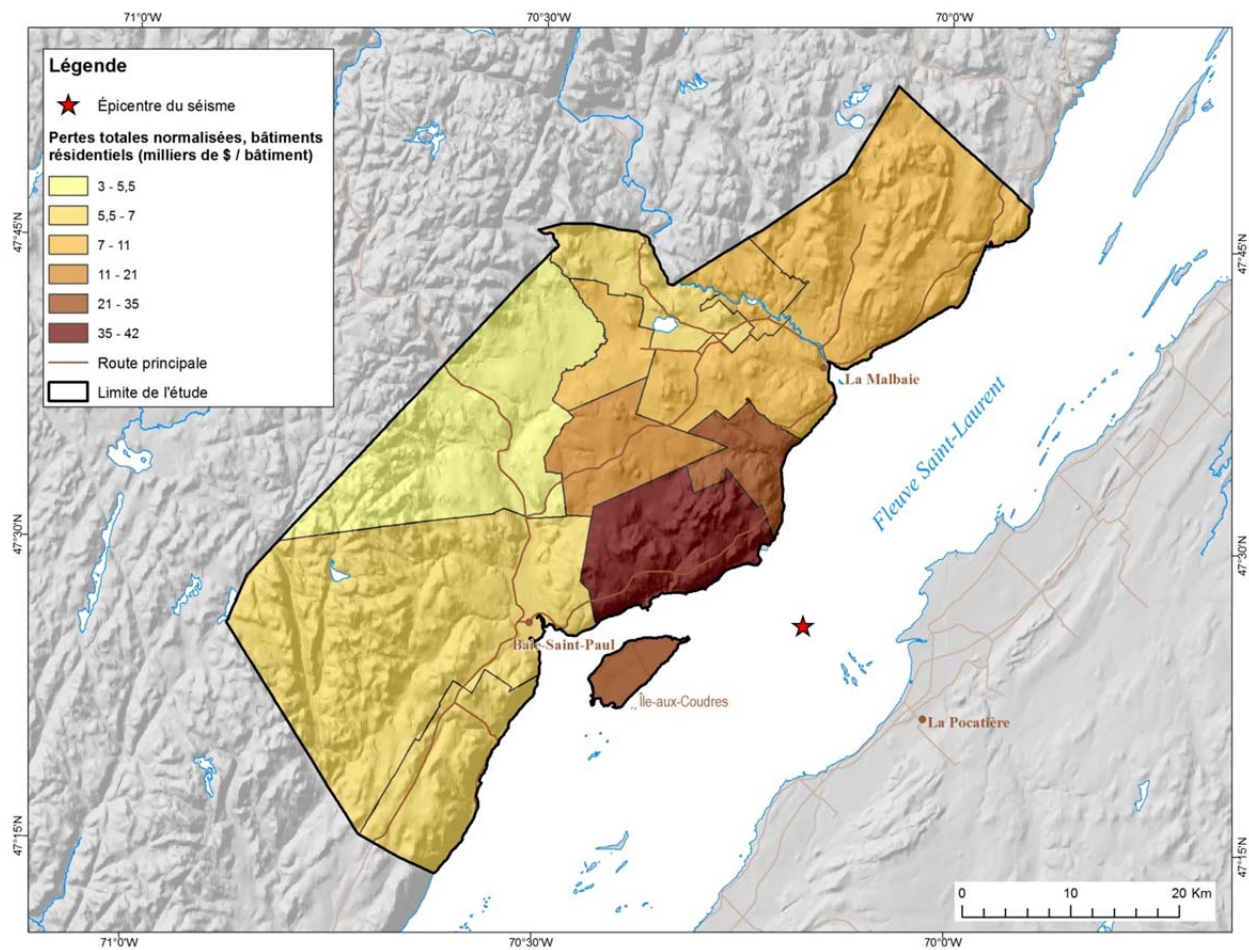 71°0'W
70°30'W
70°0'W
Légende
Épicentre du séisme
Pertes totales normalisées, bâtiments
résidentiels (milliers de $ / bâtiment)
3 - 5,5
5,5 - 7
7 - 11
11 - 21
21 - 35
35 - 42
Route principale
Limite de l'étude
47°45'N
47°45'N
La Malbaie
Fleuve Saint-Laurent
47°30'N
47°30'N
Baie-Saint-Paul
Île-aux-Coudres
La Pocatière
47°15'N
47°15'N
0 10 20 Km
71°0'W
70°30'W
70°0'W